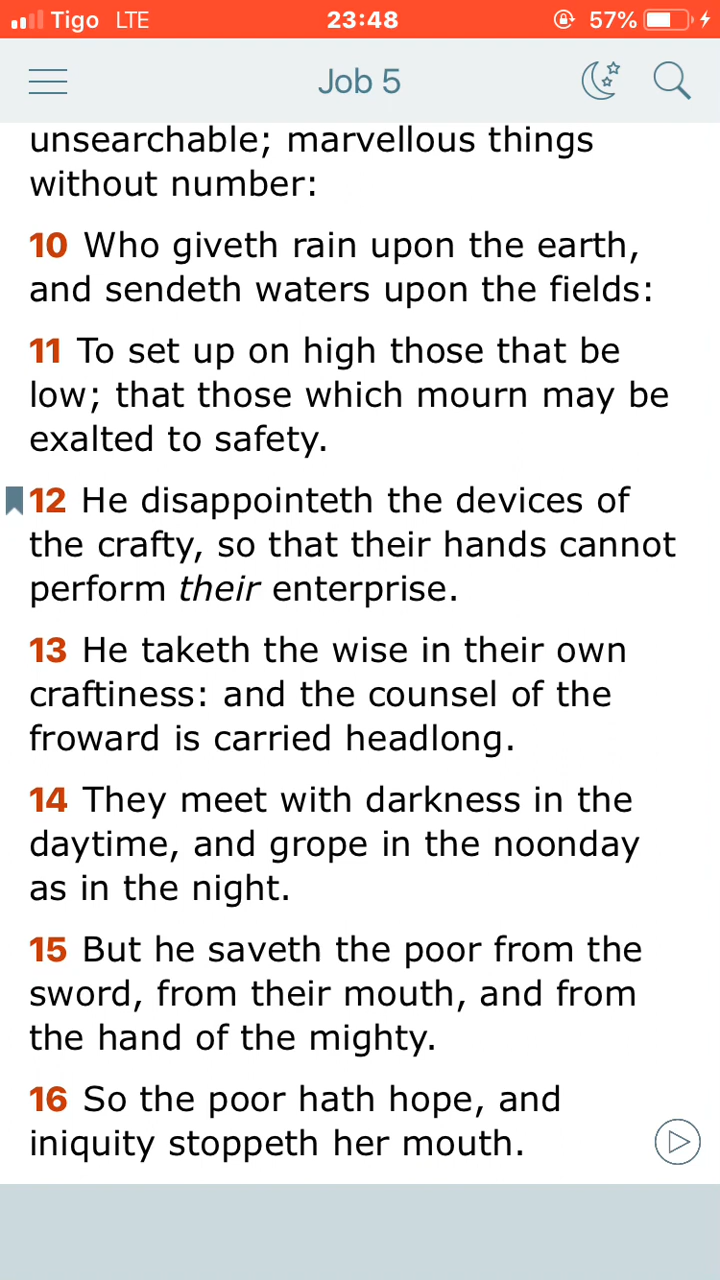 Tigo LTE 23:48 57%
Job 5
unsearchable; marvellous things
without number:
10 Who giveth rain upon the earth,
and sendeth waters upon the fields:
11 To set up on high those that be
low; that those which mourn may be
exalted to safety.
12 He disappointeth the devices of
the crafty, so that their hands cannot
perform their enterprise.
13 He taketh the wise in their own
craftiness: and the counsel of the
froward is carried headlong.
14 They meet with darkness in the
daytime, and grope in the noonday
as in the night.
15 But he saveth the poor from the
sword, from their mouth, and from
the hand of the mighty.
16 So the poor hath hope, and
iniquity stoppeth her mouth.